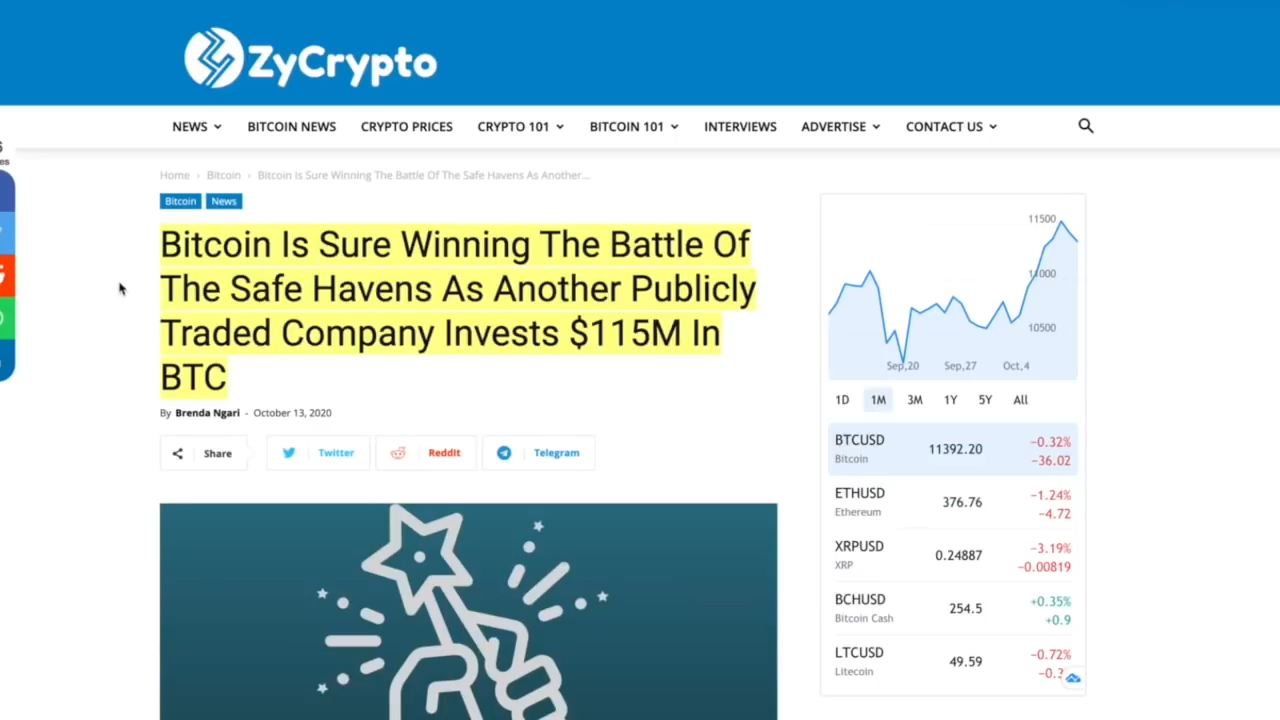 ZyCrypto
NEWS
BITCOIN NEWS
CRYPTO PRICES
CRYPTO 101
BITCOIN 101
INTERVIEWS
ADVERTISE
CONTACT US
Home › Bitcoin › Bitcoin Is Sure Winning The Battle Of The Safe Havens As Another...
Bitcoin
News
Bitcoin Is Sure Winning The Battle Of
The Safe Havens As Another Publicly
Traded Company Invests $115M In
BTC
By Brenda Ngari - October 13, 2020
Share
Twitter
ReddIt
Telegram
11500
11000
10500
Sep,20
Sep,27
Oct,4
1D
1M
3M
1Y
5Y
All
BTCUSD
Bitcoin
11392.20
−0.32%
−36.02
ETHUSD
Ethereum
376.76
−1.24%
−4.72
XRPUSD
XRP
0.24887
−3.19%
−0.00819
BCHUSD
Bitcoin Cash
254.5
+0.35%
+0.9
LTCUSD
Litecoin
49.59
−0.72%